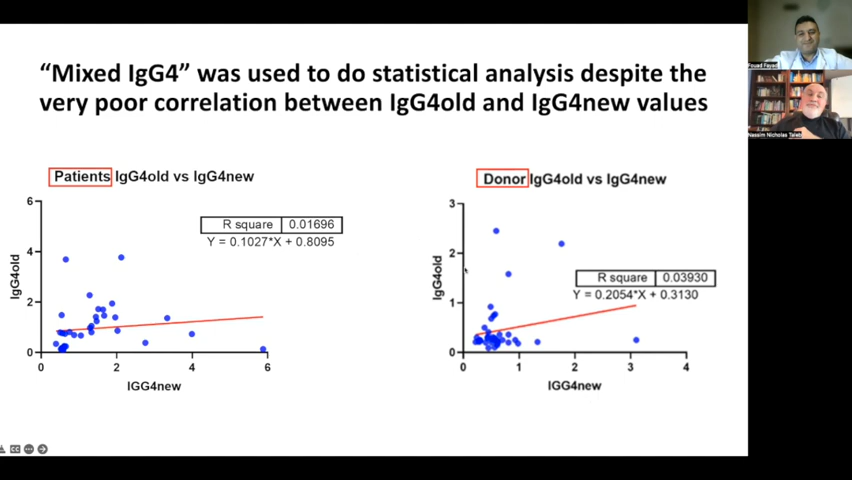 “Mixed IgG4” was used to do statistical analysis despite the
very poor correlation between IgG4old and IgG4new values
Patients IgG4old vs IgG4new
R square 0.01696
Y = 0.1027*X + 0.8095
6
4
2
0
IgG4old
0 2 4 6
IGG4new
Donor IgG4old vs IgG4new
R square 0.03930
Y = 0.2054*X + 0.3130
3
2
1
0
IgG4old
0 1 2 3 4
IGG4new
Fouad Fayad
Nassim Nicholas Taleb
CC